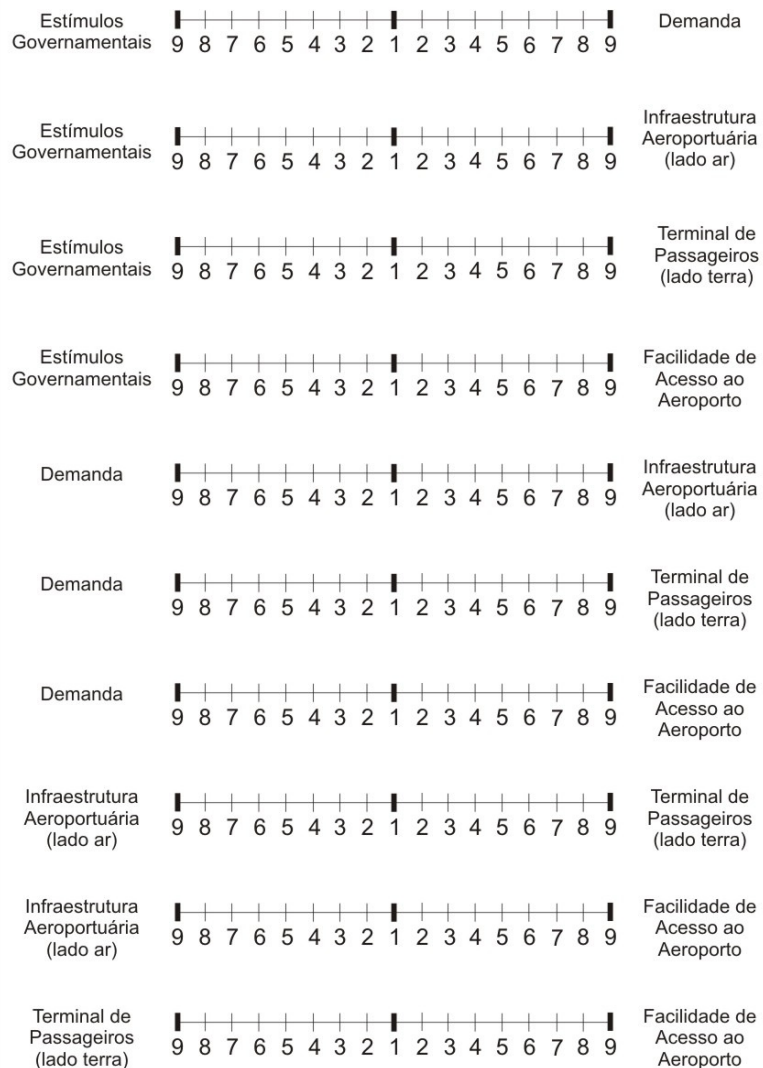 Estímulos
Governamentais
9 8 7 6 5 4 3 2 1 2 3 4 5 6 7 8 9
Demanda
Estímulos
Governamentais
9 8 7 6 5 4 3 2 1 2 3 4 5 6 7 8 9
Infraestrutura
Aeroportuária
(lado ar)
Estímulos
Governamentais
9 8 7 6 5 4 3 2 1 2 3 4 5 6 7 8 9
Terminal de
Passageiros
(lado terra)
Estímulos
Governamentais
9 8 7 6 5 4 3 2 1 2 3 4 5 6 7 8 9
Facilidade de
Acesso ao
Aeroporto
Demanda
9 8 7 6 5 4 3 2 1 2 3 4 5 6 7 8 9
Infraestrutura
Aeroportuária
(lado ar)
Demanda
9 8 7 6 5 4 3 2 1 2 3 4 5 6 7 8 9
Terminal de
Passageiros
(lado terra)
Demanda
9 8 7 6 5 4 3 2 1 2 3 4 5 6 7 8 9
Facilidade de
Acesso ao
Aeroporto
Infraestrutura
Aeroportuária
(lado ar)
9 8 7 6 5 4 3 2 1 2 3 4 5 6 7 8 9
Terminal de
Passageiros
(lado terra)
Infraestrutura
Aeroportuária
(lado ar)
9 8 7 6 5 4 3 2 1 2 3 4 5 6 7 8 9
Facilidade de
Acesso ao
Aeroporto
Terminal de
Passageiros
(lado terra)
9 8 7 6 5 4 3 2 1 2 3 4 5 6 7 8 9
Facilidade de
Acesso ao
Aeroporto